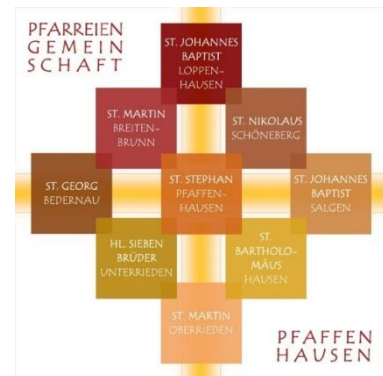 PFARREIEN
GEMEIN
SCHAFT
ST. JOHANNES
BAPTIST
LOPPEN-
HAUSEN
ST. MARTIN
BREITEN-
BRUNN
ST. NIKOLAUS
SCHÖNEBERG
ST. GEORG
BEDERNAU
ST. STEPHAN
PFAFFEN-
HAUSEN
ST. JOHANNES
BAPTIST
SALGEN
HL. SIEBEN
BRÜDER
UNTERRIEDEN
ST.
BARTHOLO-
MÄUS
HAUSEN
ST. MARTIN
OBERRIEDEN
PFAFFEN
HAUSEN